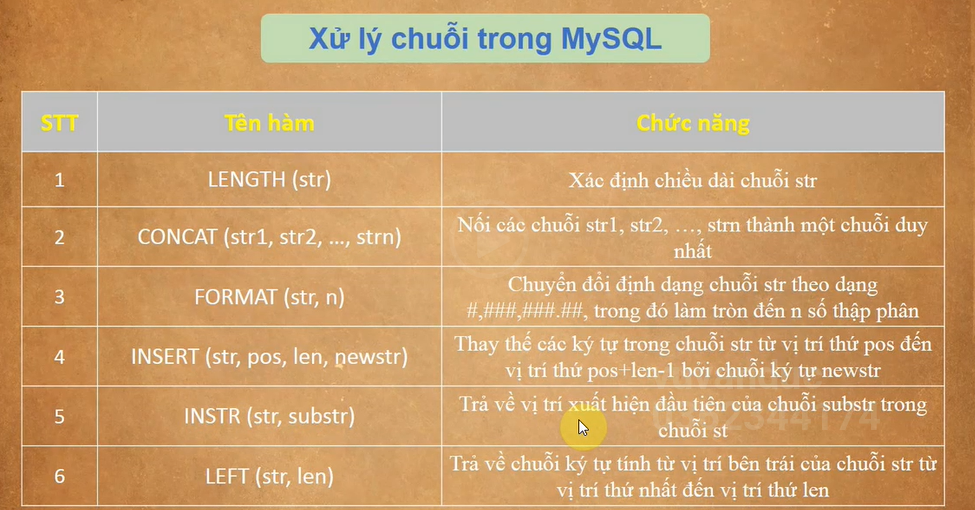 Xử lý chuỗi trong MySQL
STT Tên hàm Chức năng
1 LENGTH (str) Xác định chiều dài chuỗi str
2 CONCAT (str1, str2, ..., strn) Nối các chuỗi str1, str2, …, strn thành một chuỗi duy
nhất
3 FORMAT (str, n) Chuyển đổi định dạng chuỗi str theo dạng
#,###,###.##, trong đó làm tròn đến n số thập phân
4 INSERT (str, pos, len, newstr) Thay thế các ký tự trong chuỗi str từ vị trí thứ pos đến
vị trí thứ pos+len-1 bởi chuỗi ký tự newstr
5 INSTR (str, substr) Trả về vị trí xuất hiện đầu tiên của chuỗi substr trong
chuỗi st
6 LEFT (str, len) Trả về chuỗi ký tự tính từ vị trí bên trái của chuỗi str từ
vị trí thứ nhất đến vị trí thứ len